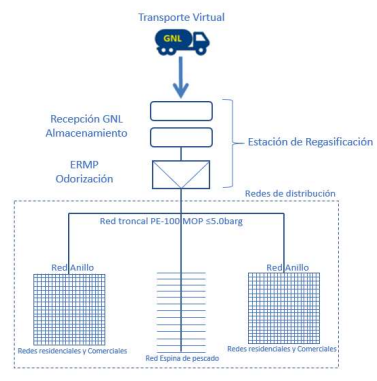 Transporte Virtual
GNL
Recepción GNL
Almacenamiento
Estación de Regasificación
ERMP
Odorización
Redes de distribución
Red troncal PE-100 MOP ≤5.0barg
Red Anillo
Red Anillo
Redes residenciales y Comerciales
Red Espina de pescado
Redes residenciales y Comerciales